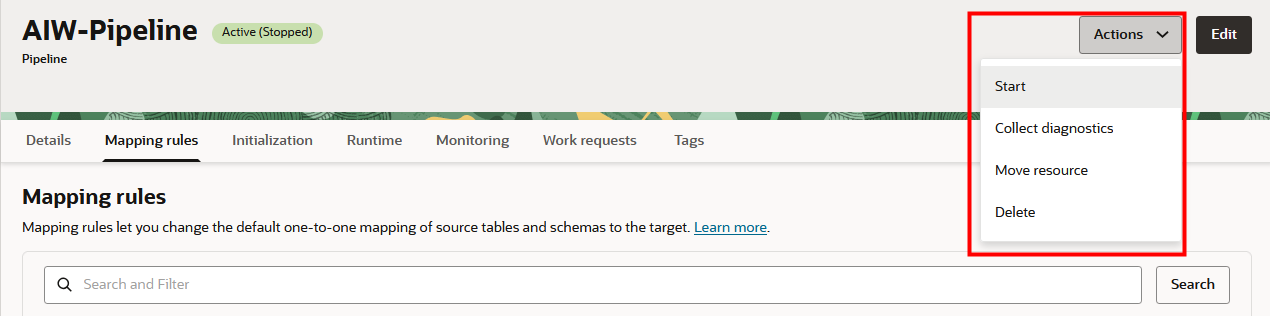 AIW-Pipeline
Active (Stopped)
Actions
Edit
Pipeline
Start
Collect diagnostics
Move resource
Delete
Details
Mapping rules
Initialization
Runtime
Monitoring
Work requests
Tags
Mapping rules
Mapping rules let you change the default one-to-one mapping of source tables and schemas to the target. Learn more.
Search and Filter
Search